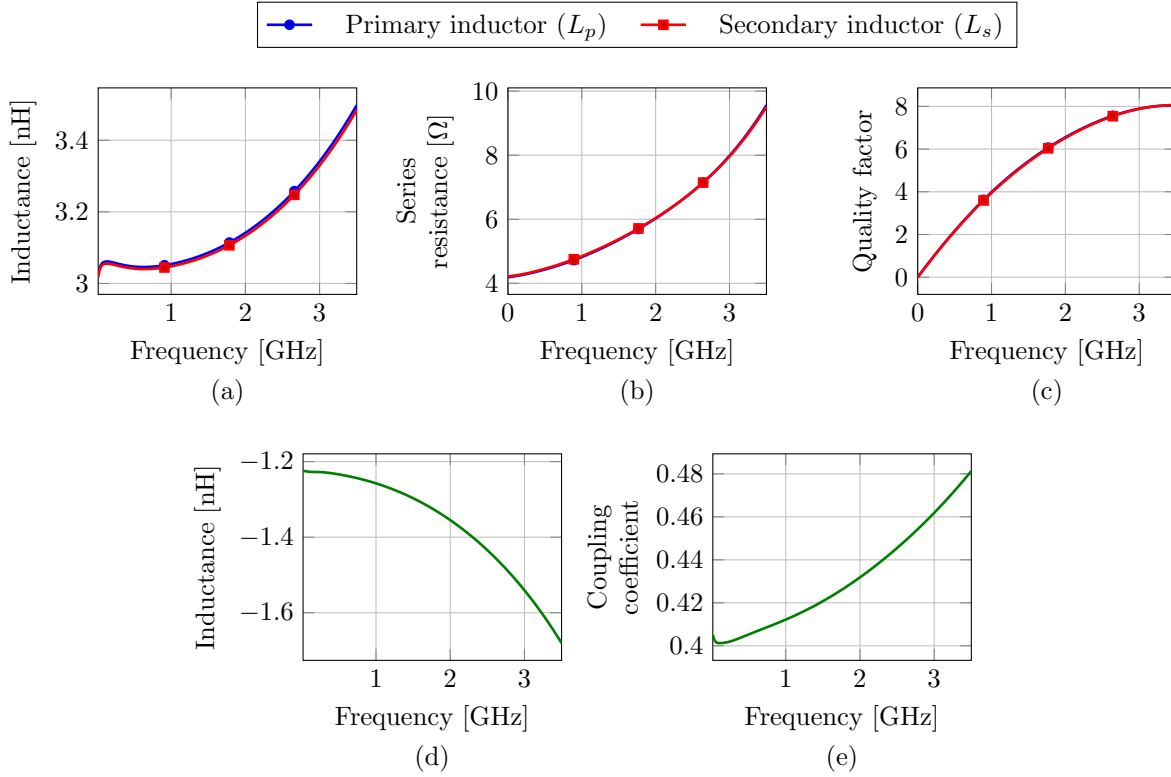 Primary inductor (Lp) Secondary inductor (Ls)
Inductance [nH]
3.4
3.2
3
1 2 3
Frequency [GHz]
(a)
Series
resistance [Ω]
10
8
6
4
0 1 2 3
Frequency [GHz]
(b)
Quality factor
8
6
4
2
0
0 1 2 3
Frequency [GHz]
(c)
Inductance [nH]
−1.2
−1.4
−1.6
1 2 3
Frequency [GHz]
(d)
Coupling
coefficient
0.48
0.46
0.44
0.42
0.4
1 2 3
Frequency [GHz]
(e)